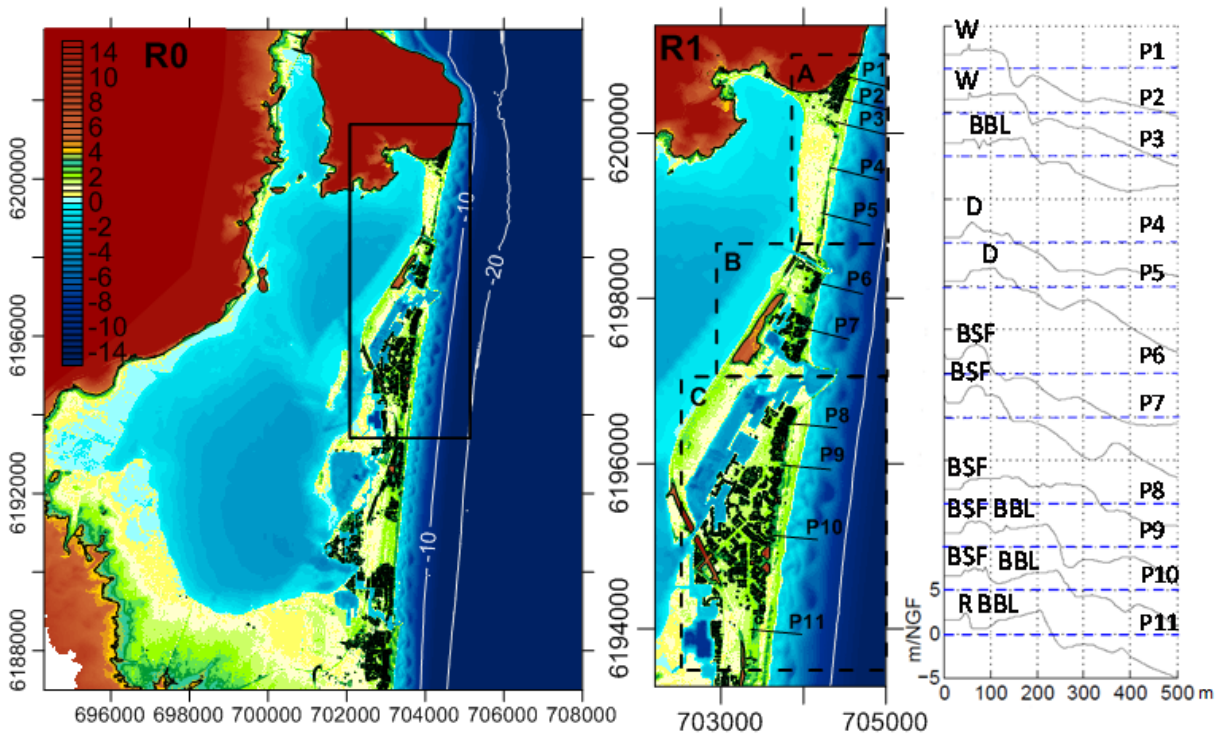 R0
14
10
8
6
4
2
0
-2
-4
-6
-8
-10
-14
-10
-20
-10
6200000
6196000
6192000
6188000
696000
698000
700000
702000
704000
706000
708000
R1
A
P1
P2
P3
P4
P5
B
P6
P7
C
P8
P9
P10
P11
6200000
6198000
6196000
6194000
703000
705000
W
P1
W
P2
BBL
P3
D
P4
D
P5
BSF
P6
BSF
P7
BSF
P8
BSF BBL
P9
BSF BBL
P10
R BBL
P11
5
0
-5
m/NGF
0 100 200 300 400 500 m